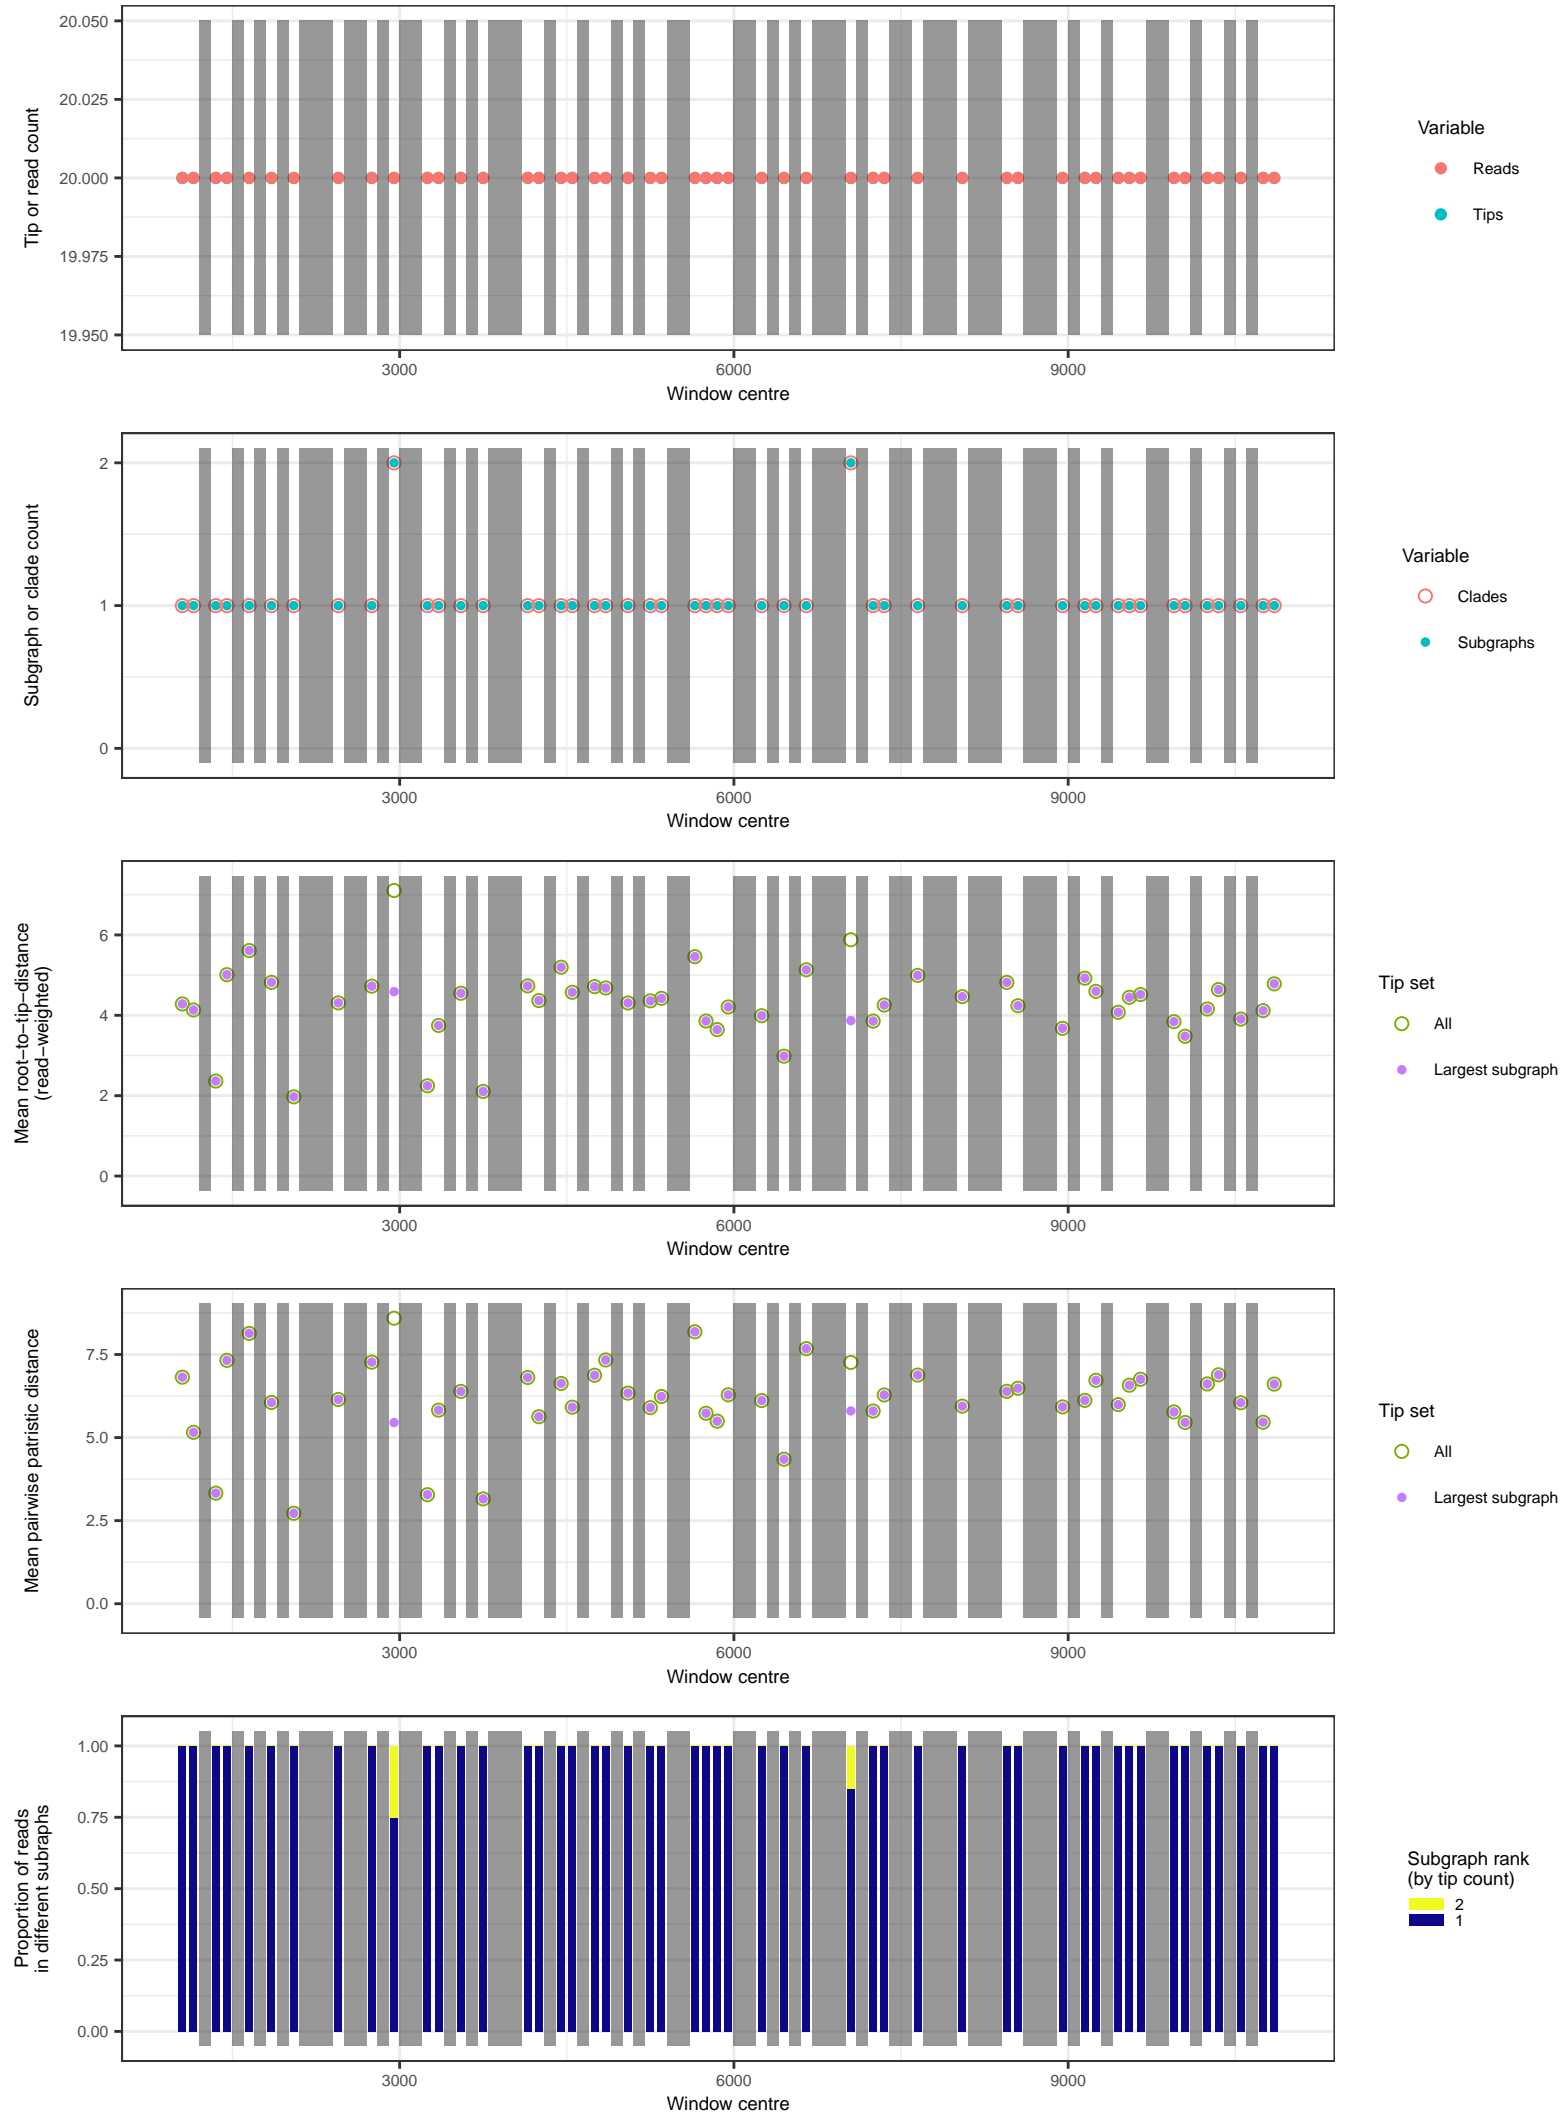 20.050
20.025
20.000
19.975
19.950
Tip or read count
3000
6000
9000
Window centre
Variable
Reads
Tips
2
1
0
Subgraph or clade count
3000
6000
9000
Window centre
Variable
Clades
Subgraphs
6
4
2
0
Mean root−to−tip−distance
(read−weighted)
3000
6000
9000
Window centre
Tip set
All
Largest subgraph
7.5
5.0
2.5
0.0
Mean pairwise patristic distance
3000
6000
9000
Window centre
Tip set
All
Largest subgraph
1.00
0.75
0.50
0.25
0.00
Proportion of reads
in different subraphs
3000
6000
9000
Window centre
Subgraph rank
(by tip count)
2
1